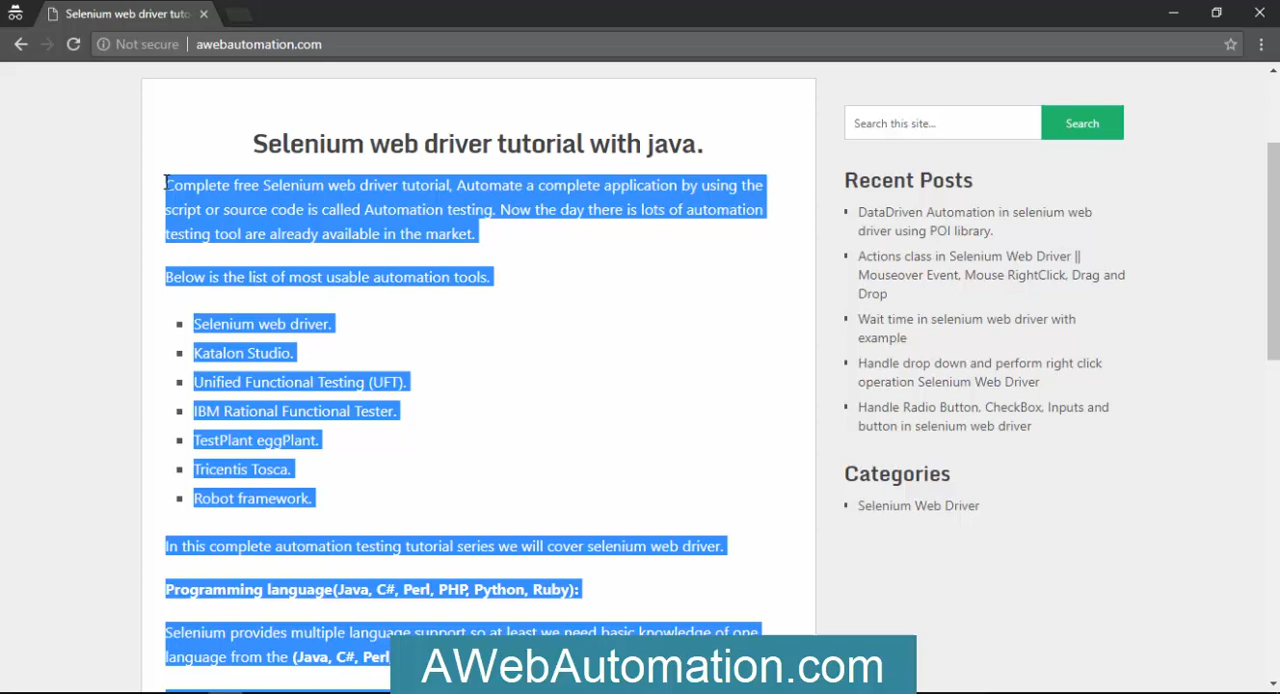 Selenium web driver tuto
Not secure
awebautomation.com
Selenium web driver tutorial with java.
Complete free Selenium web driver tutorial, Automate a complete application by using the
script or source code is called Automation testing. Now the day there is lots of automation
testing tool are already available in the market.
Below is the list of most usable automation tools.
Selenium web driver.
Katalon Studio.
Unified Functional Testing (UFT).
IBM Rational Functional Tester.
TestPlant eggPlant.
Tricentis Tosca.
Robot framework.
In this complete automation testing tutorial series we will cover selenium web driver.
Programming language(Java, C#, Perl, PHP, Python, Ruby):
Selenium provides multiple language support so at least we need basic knowledge of one
language from the (Java, C#, Perl
Search this site...
Search
Recent Posts
DataDriven Automation in selenium web
driver using POI library.
Actions class in Selenium Web Driver ||
Mouseover Event, Mouse RightClick, Drag and
Drop
Wait time in selenium web driver with
example
Handle drop down and perform right click
operation Selenium Web Driver
Handle Radio Button, CheckBox, Inputs and
button in selenium web driver
Categories
Selenium Web Driver
AWebAutomation.com